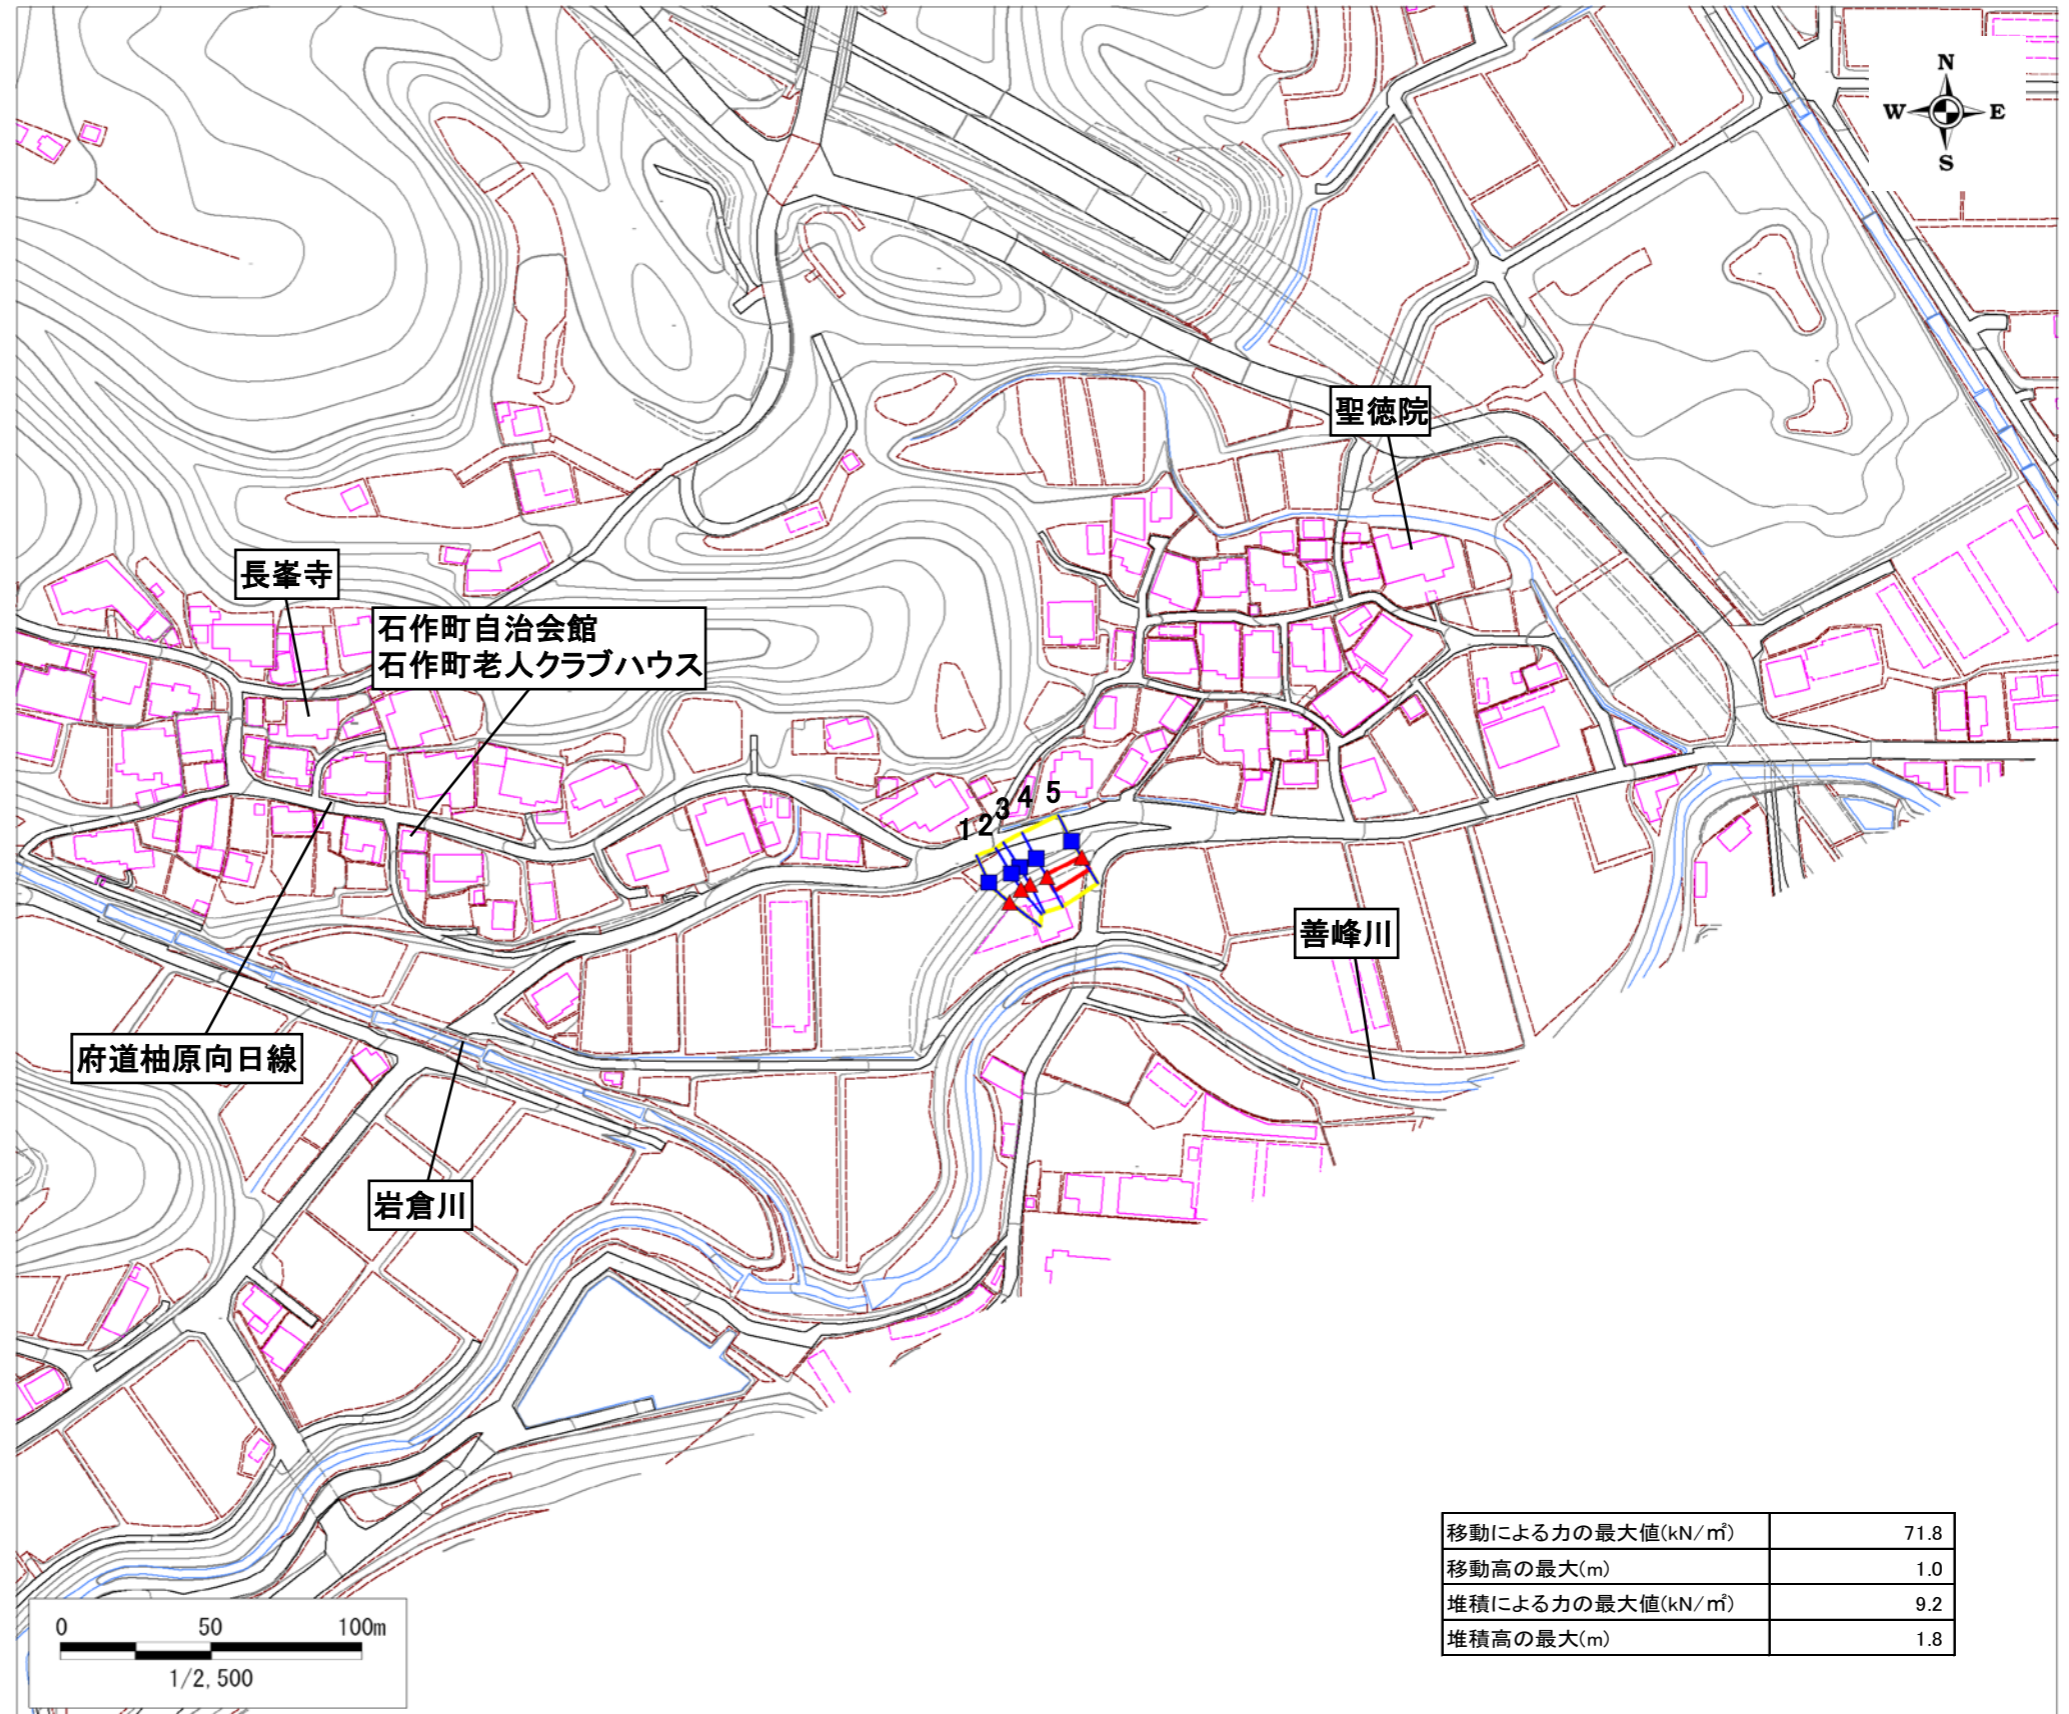 N
W E
S
聖徳院
長峯寺
石作町自治会館
石作町老人クラブハウス
1 2 3 4 5
善峰川
府道柚原向日線
岩倉川
移動による力の最大値(kN/㎡) 71.8
移動高の最大(m) 1.0
堆積による力の最大値(kN/㎡) 9.2
堆積高の最大(m) 1.8
0 50 100m
1/2,500